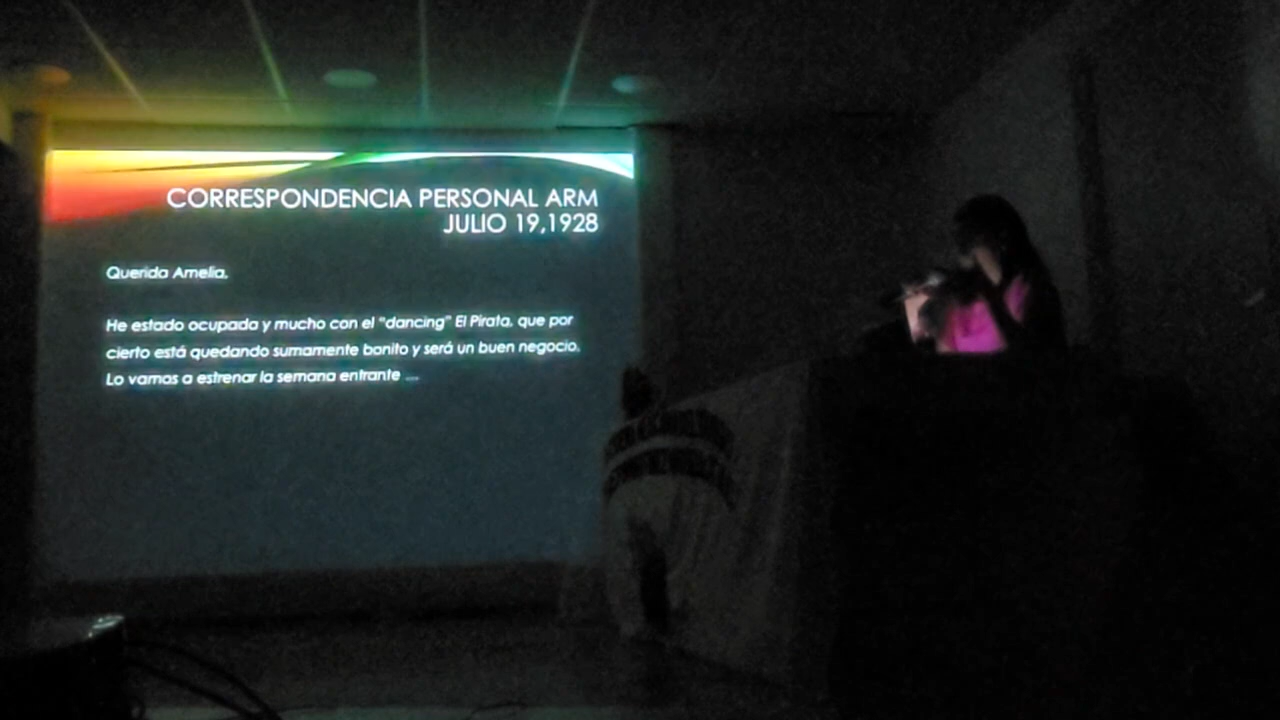 CORRESPONDENCIA PERSONAL ARM
JULIO 19,1928
Querida Amelia,
He estado ocupada y mucho con el "dancing" El Pirata, que por
cierto está quedando sumamente bonito y será un buen negocio.
Lo vamos a estrenar la semana entrante ...